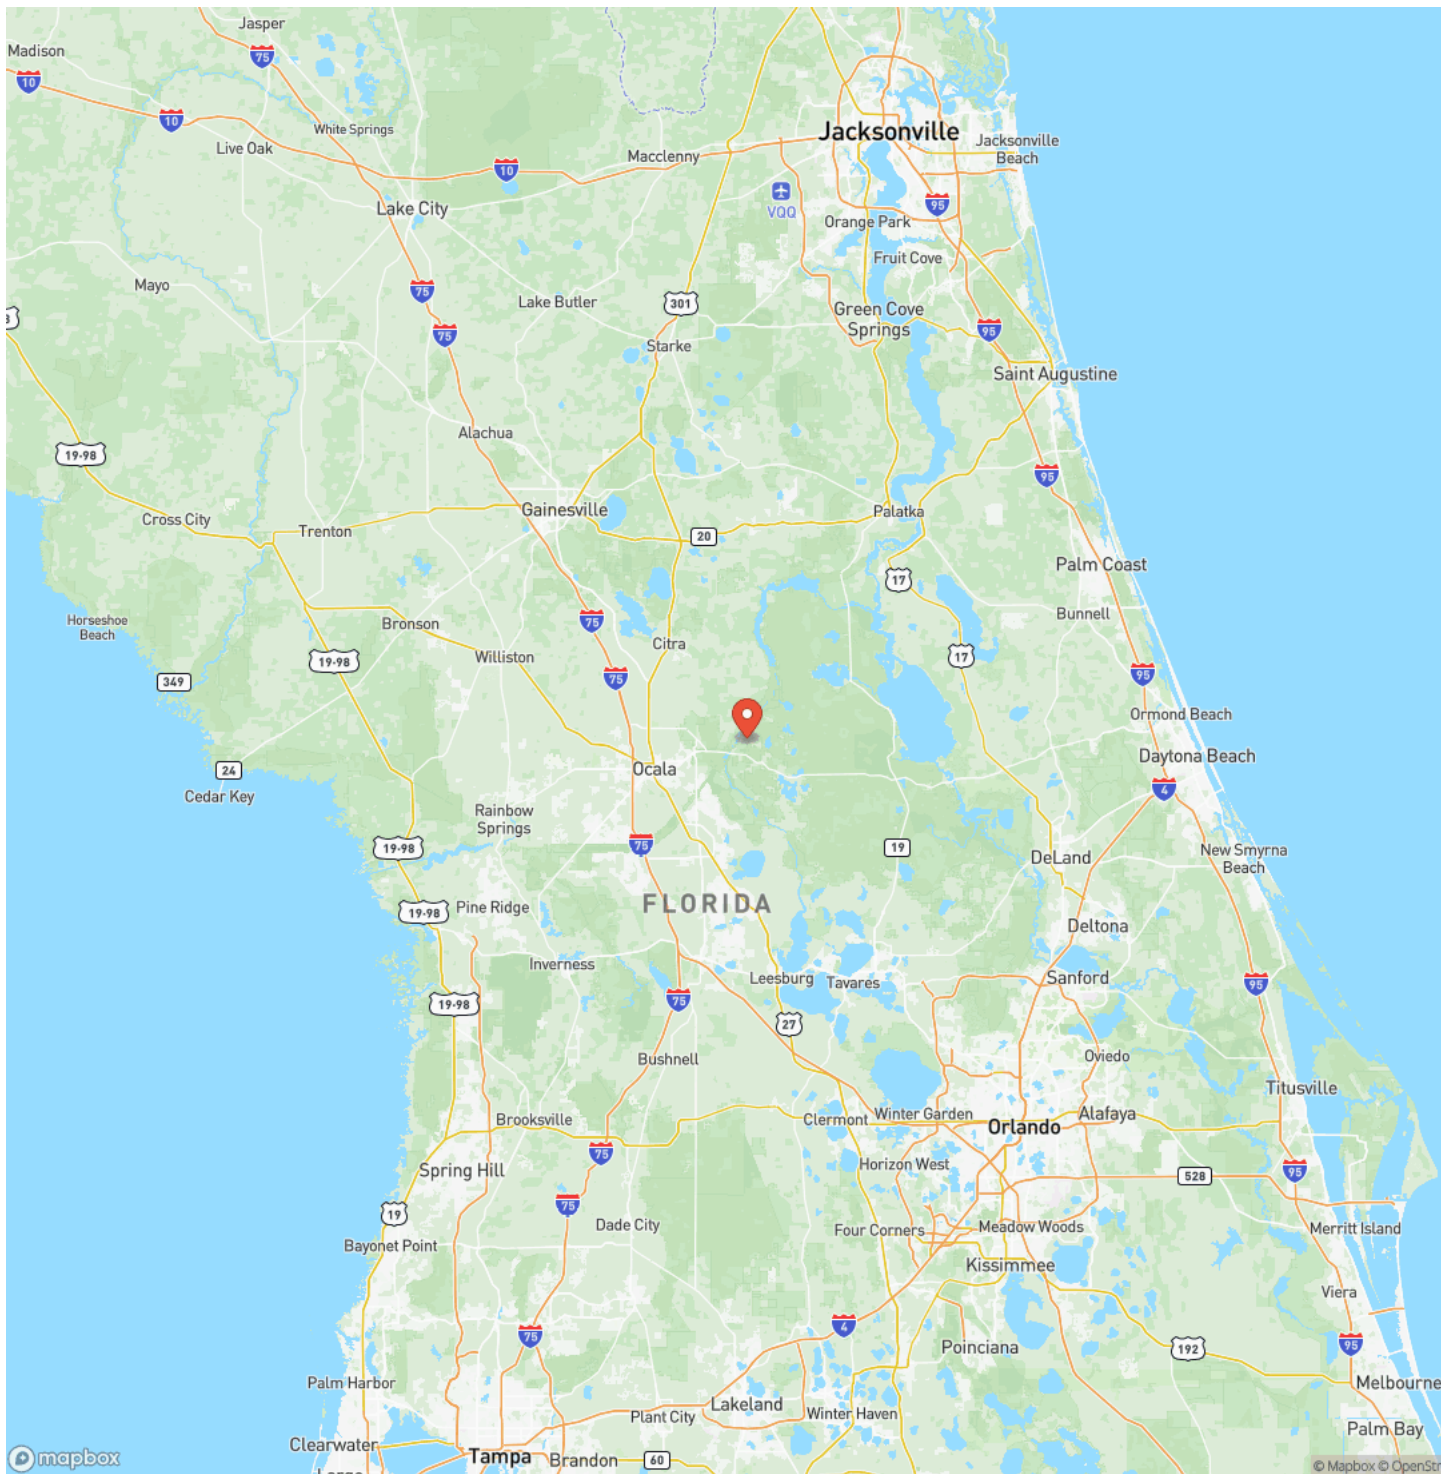 Jasper
Madison
75
10
10
White Springs
Live Oak
Jacksonville
Jacksonville
Beach
Macclenny
10
VQQ
95
Lake City
Orange Park
Fruit Cove
Mayo
75
Lake Butler
301
Green Cove
Springs
95
75
Starke
Saint Augustine
Alachua
19-98
95
Gainesville
Palatka
Cross City
Trenton
20
Palm Coast
17
Horseshoe
Beach
Bronson
75
Bunnell
Citra
Williston
17
19-98
349
75
95
Ormond Beach
Daytona Beach
Ocala
24
Cedar Key
4
Rainbow
Springs
19-98
75
19
New Smyrna
Beach
DeLand
FLORIDA
Pine Ridge
19-98
Deltona
Inverness
Leesburg
Tavares
Sanford
95
19-98
75
27
Bushnell
Oviedo
Titusville
Brooksville
Clermont
Winter Garden
Alafaya
Orlando
75
Spring Hill
Horizon West
95
528
75
19
Dade City
Four Corners
Meadow Woods
Merritt Island
Bayonet Point
Kissimmee
Viera
4
75
Poinciana
192
95
Palm Harbor
Melbourne
Lakeland
Plant City
Winter Haven
Palm Bay
Clearwater
Tampa
Brandon
60
mapbox
© Mapbox © OpenStr